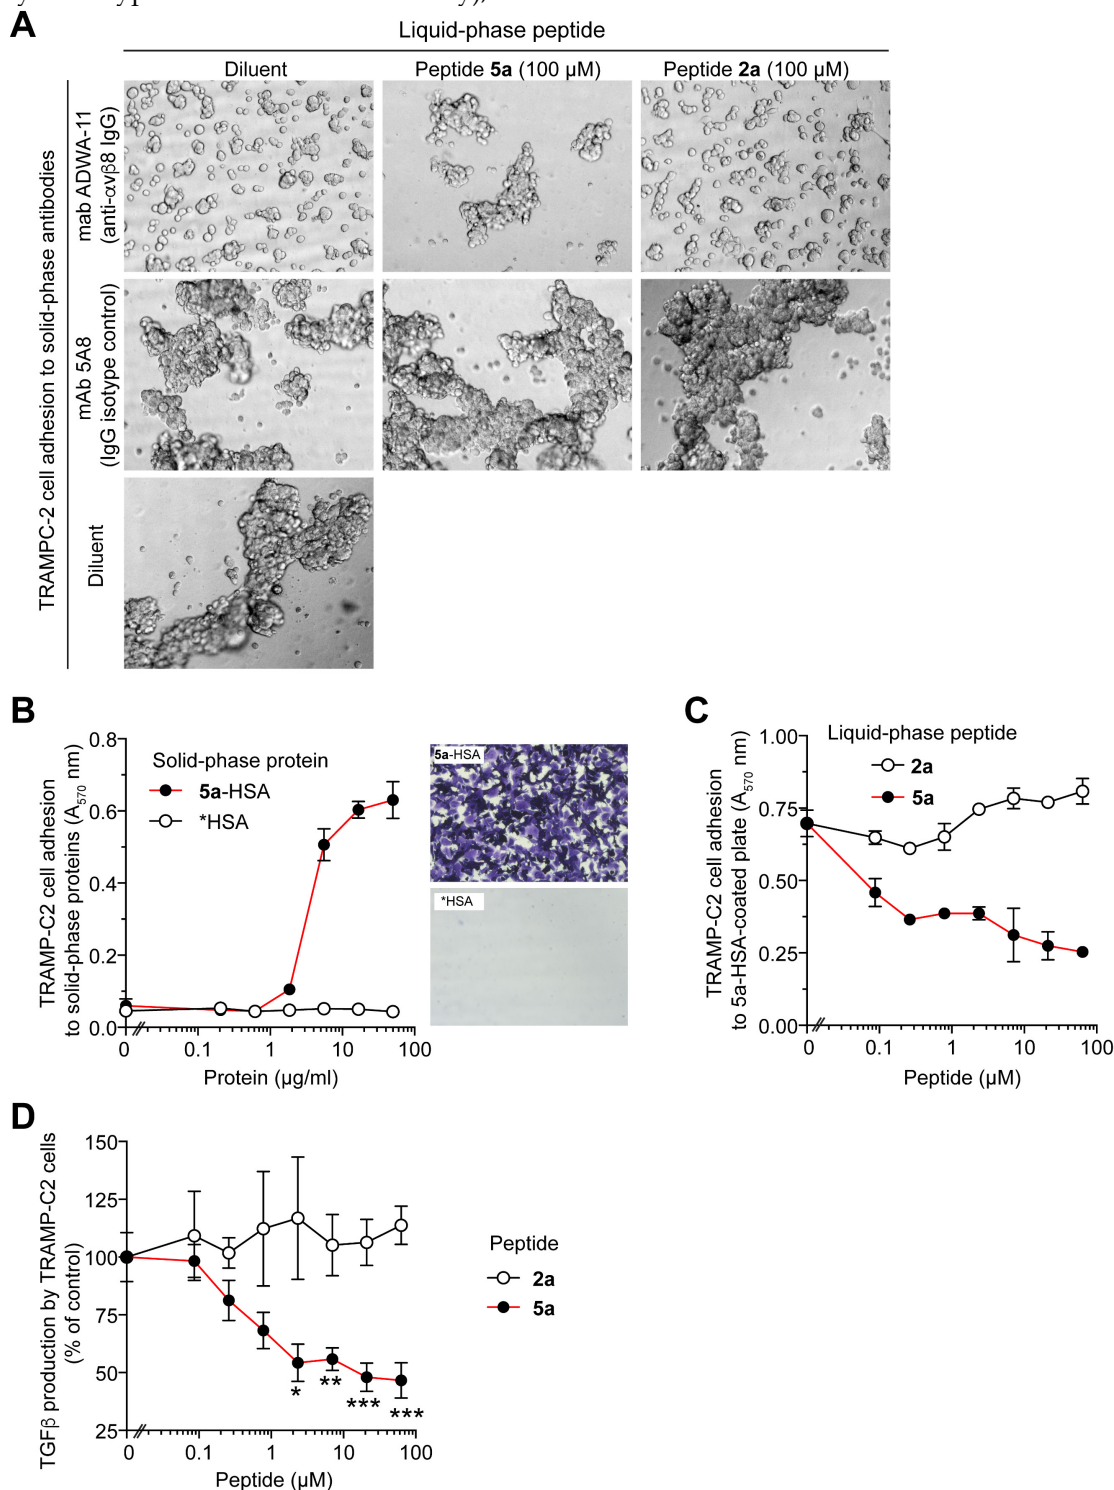 A
Liquid-phase peptide
Diluent
Peptide 5a (100 µM)
Peptide 2a (100 µM)
TRAMPC-2 cell adhesion to solid-phase antibodies
mab ADWA-11
(anti-αvβ8 IgG)
mAb 5A8
(IgG isotype control)
Diluent
B
TRAMP-C2 cell adhesion
to solid-phase proteins (A570 nm)
0.8
0.6
0.4
0.2
0.0
Solid-phase protein
5a-HSA
*HSA
0
0.1
1
10
100
Protein (µg/ml)
5a-HSA
*HSA
C
TRAMP-C2 cell adhesion
to 5a-HSA-coated plate (A570 nm)
1.00
0.75
0.50
0.25
0.00
Liquid-phase peptide
2a
5a
0
0.1
1
10
100
Peptide (µM)
D
TGFβ production by TRAMP-C2 cells
(% of control)
150
125
100
75
50
25
*
**
***
***
Peptide
2a
5a
0
0.1
1
10
100
Peptide (µM)